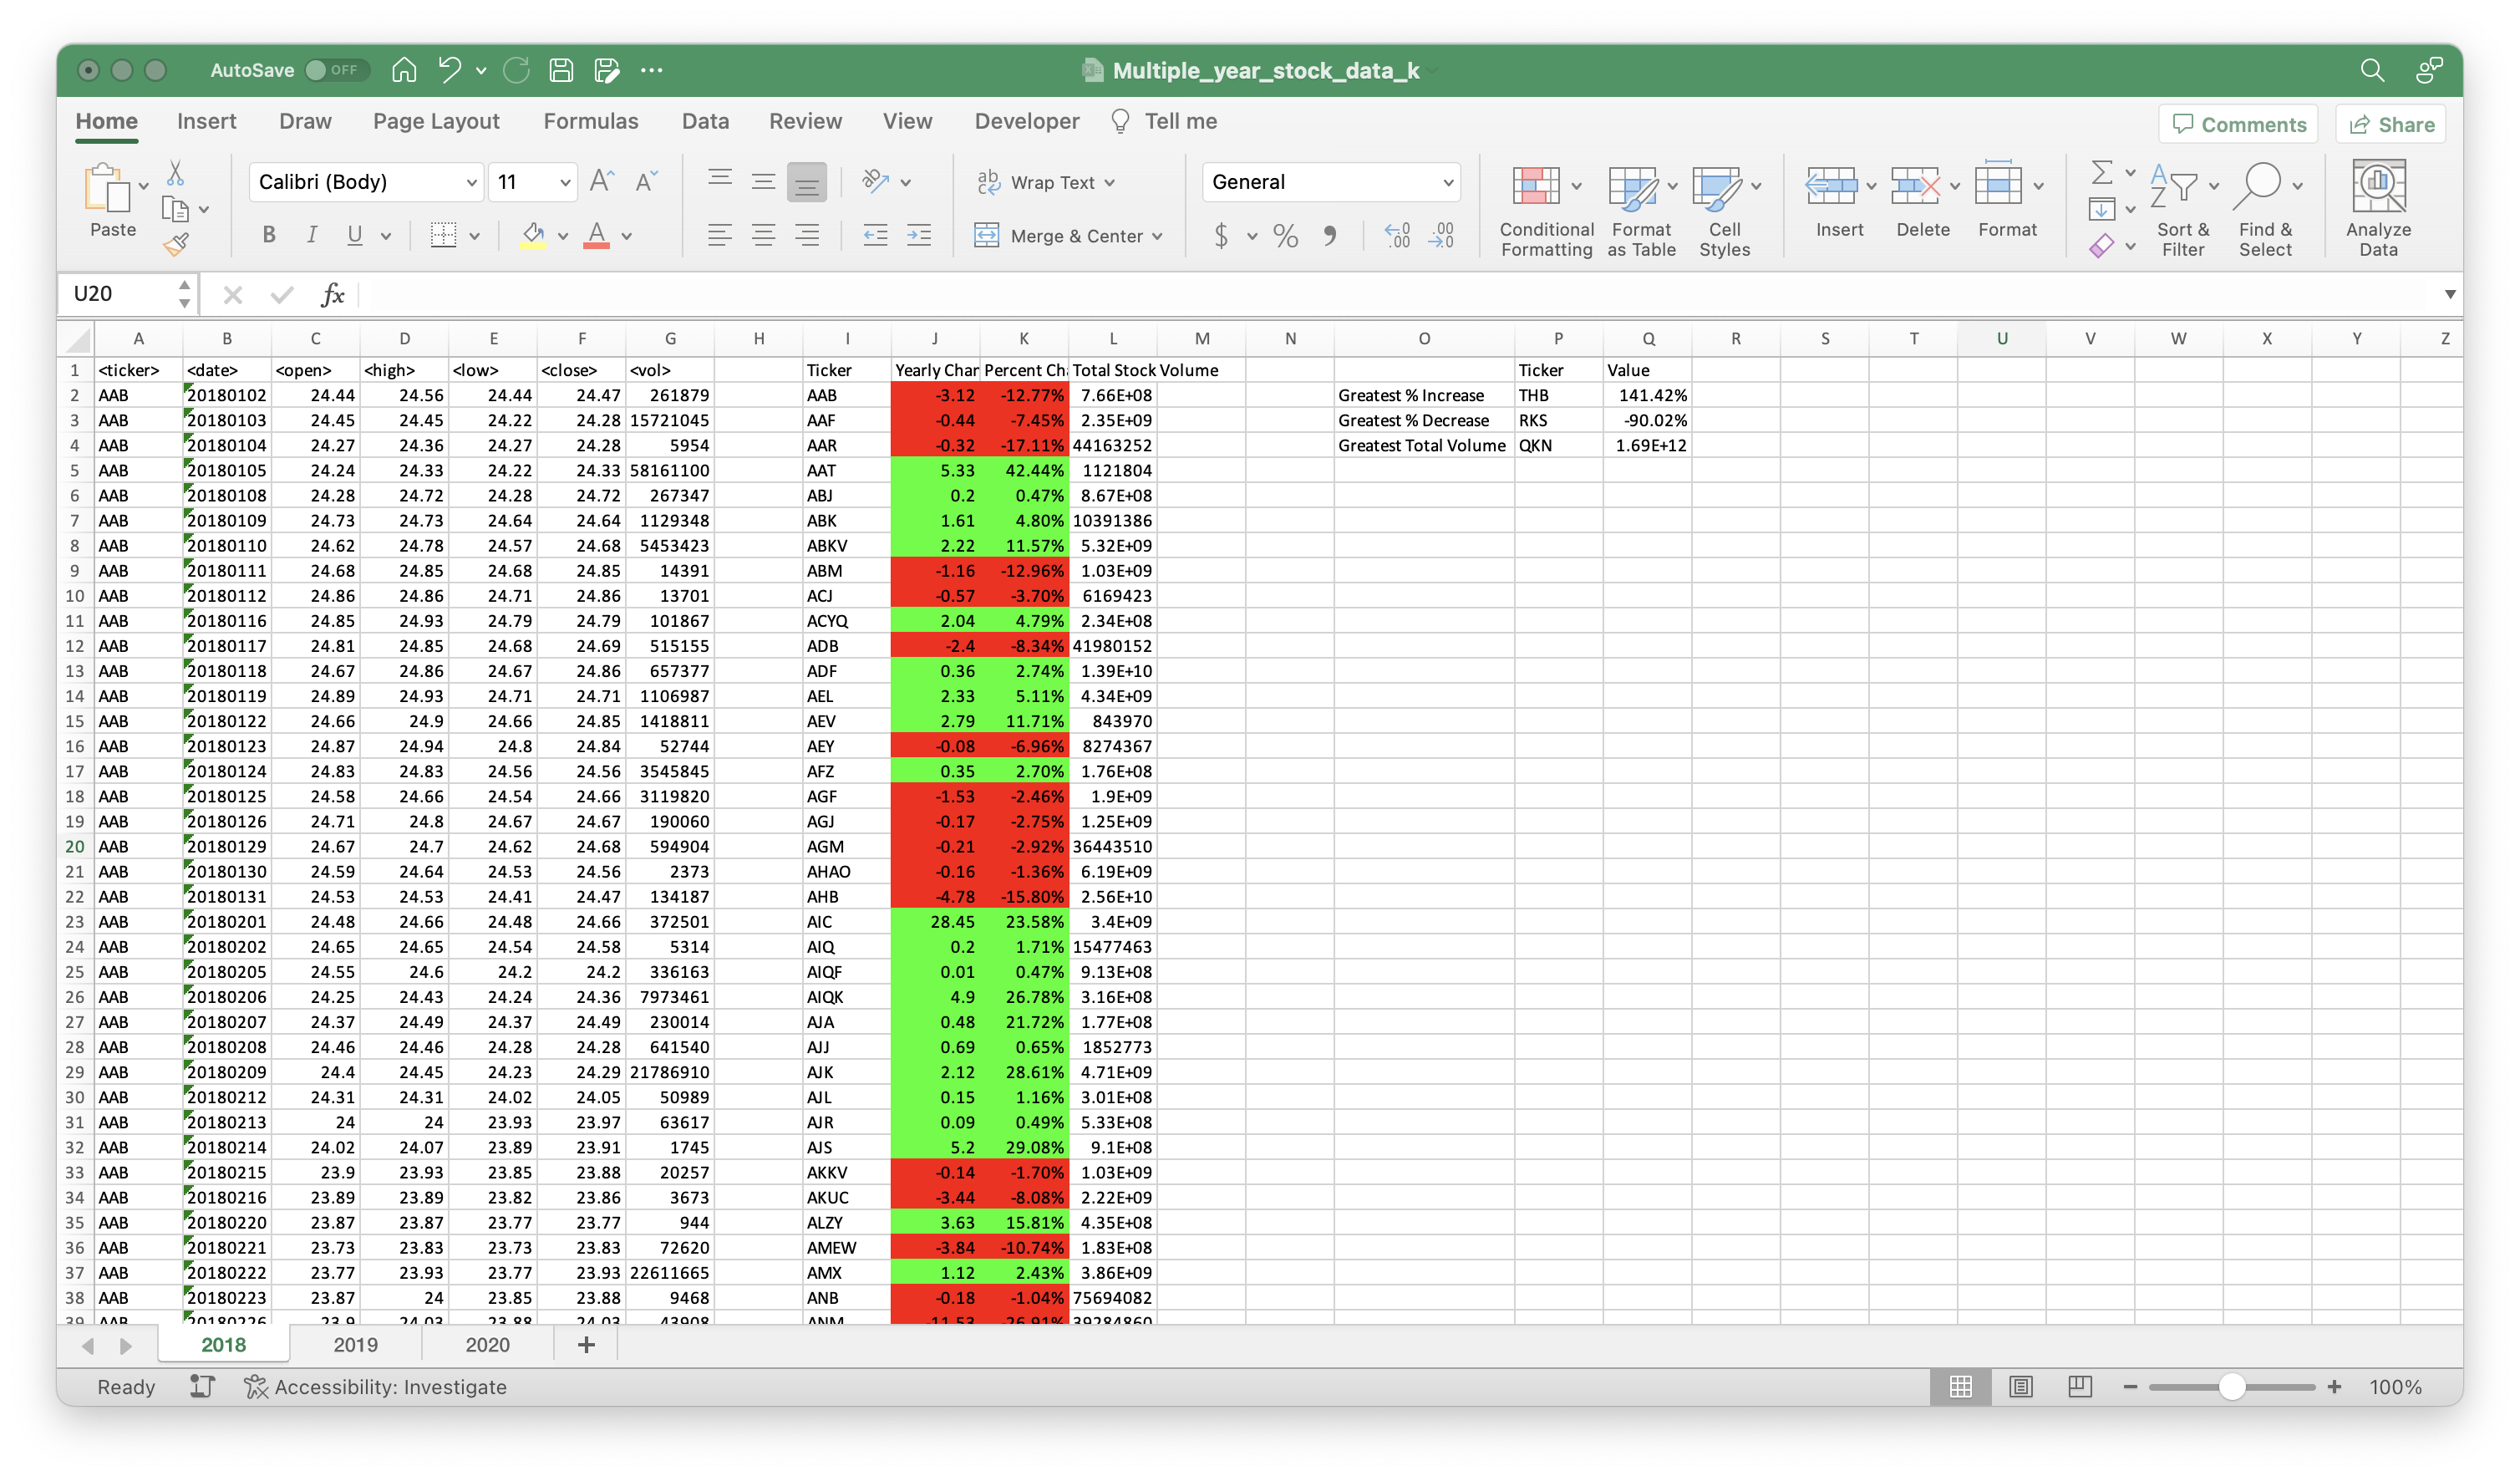 AutoSave OFF Multiple_year_stock_data_k
Home Insert Draw Page Layout Formulas Data Review View Developer Tell me Comments Share
Paste Calibri (Body) 11 Wrap Text General Conditional Formatting Format as Table Cell Styles Insert Delete Format Sort & Filter Find & Select Analyze Data
B I U Merge & Center $ % 
U20 fx
A B C D E F G H I J K L M N O P Q R S T U V W X Y Z
1 <ticker> <date> <open> <high> <low> <close> <vol> Ticker Yearly Char Percent Ch Total Stock Volume Ticker Value
2 AAB 20180102 24.44 24.56 24.44 24.47 261879 AAB -3.12 -12.77% 7.66E+08 Greatest % Increase THB 141.42%
3 AAB 20180103 24.45 24.45 24.22 24.28 15721045 AAF -0.44 -7.45% 2.35E+09 Greatest % Decrease RKS -90.02%
4 AAB 20180104 24.27 24.36 24.27 24.28 5954 AAR -0.32 -17.11% 44163252 Greatest Total Volume QKN 1.69E+12
5 AAB 20180105 24.24 24.33 24.22 24.33 58161100 AAT 5.33 42.44% 1121804
6 AAB 20180108 24.28 24.72 24.28 24.72 267347 ABJ 0.2 0.47% 8.67E+08
7 AAB 20180109 24.73 24.73 24.64 24.64 1129348 ABK 1.61 4.80% 10391386
8 AAB 20180110 24.62 24.78 24.57 24.68 5453423 ABKV 2.22 11.57% 5.32E+09
9 AAB 20180111 24.68 24.85 24.68 24.85 14391 ABM -1.16 -12.96% 1.03E+09
10 AAB 20180112 24.86 24.86 24.71 24.86 13701 ACJ -0.57 -3.70% 6169423
11 AAB 20180116 24.85 24.93 24.79 24.79 101867 ACYQ 2.04 4.79% 2.34E+08
12 AAB 20180117 24.81 24.85 24.68 24.69 515155 ADB -2.4 -8.34% 41980152
13 AAB 20180118 24.67 24.86 24.67 24.86 657377 ADF 0.36 2.74% 1.39E+10
14 AAB 20180119 24.89 24.93 24.71 24.71 1106987 AEL 2.33 5.11% 4.34E+09
15 AAB 20180122 24.66 24.9 24.66 24.85 1418811 AEV 2.79 11.71% 843970
16 AAB 20180123 24.87 24.94 24.8 24.84 52744 AEY -0.08 -6.96% 8274367
17 AAB 20180124 24.83 24.83 24.56 24.56 3545845 AFZ 0.35 2.70% 1.76E+08
18 AAB 20180125 24.58 24.66 24.54 24.66 3119820 AGF -1.53 -2.46% 1.9E+09
19 AAB 20180126 24.71 24.8 24.67 24.67 190060 AGJ -0.17 -2.75% 1.25E+09
20 AAB 20180129 24.67 24.7 24.62 24.68 594904 AGM -0.21 -2.92% 36443510
21 AAB 20180130 24.59 24.64 24.53 24.56 2373 AHAO -0.16 -1.36% 6.19E+09
22 AAB 20180131 24.53 24.53 24.41 24.47 134187 AHB -4.78 -15.80% 2.56E+10
23 AAB 20180201 24.48 24.66 24.48 24.66 372501 AIC 28.45 23.58% 3.4E+09
24 AAB 20180202 24.65 24.65 24.54 24.58 5314 AIQ 0.2 1.71% 15477463
25 AAB 20180205 24.55 24.6 24.2 24.2 336163 AIQF 0.01 0.47% 9.13E+08
26 AAB 20180206 24.25 24.43 24.24 24.36 7973461 AIQK 4.9 26.78% 3.16E+08
27 AAB 20180207 24.37 24.49 24.37 24.49 230014 AJA 0.48 21.72% 1.77E+08
28 AAB 20180208 24.46 24.46 24.28 24.28 641540 AJJ 0.69 0.65% 1852773
29 AAB 20180209 24.4 24.45 24.23 24.29 21786910 AJK 2.12 28.61% 4.71E+09
30 AAB 20180212 24.31 24.31 24.02 24.05 50989 AJL 0.15 1.16% 3.01E+08
31 AAB 20180213 24 24 23.93 23.97 63617 AJR 0.09 0.49% 5.33E+08
32 AAB 20180214 24.02 24.07 23.89 23.91 1745 AJS 5.2 29.08% 9.1E+08
33 AAB 20180215 23.9 23.93 23.85 23.88 20257 AKKV -0.14 -1.70% 1.03E+09
34 AAB 20180216 23.89 23.89 23.82 23.86 3673 AKUC -3.44 -8.08% 2.22E+09
35 AAB 20180220 23.87 23.87 23.77 23.77 944 ALZY 3.63 15.81% 4.35E+08
36 AAB 20180221 23.73 23.83 23.73 23.83 72620 AMEW -3.84 -10.74% 1.83E+08
37 AAB 20180222 23.77 23.93 23.77 23.93 22611665 AMX 1.12 2.43% 3.86E+09
38 AAB 20180223 23.87 24 23.85 23.88 9468 ANB -0.18 -1.04% 75694082
39 AAB 20180226 23.9 24.03 23.88 24.03 43908 ANM -11.53 -26.91% 39284860
2018 2019 2020 +
Ready Accessibility: Investigate 100%